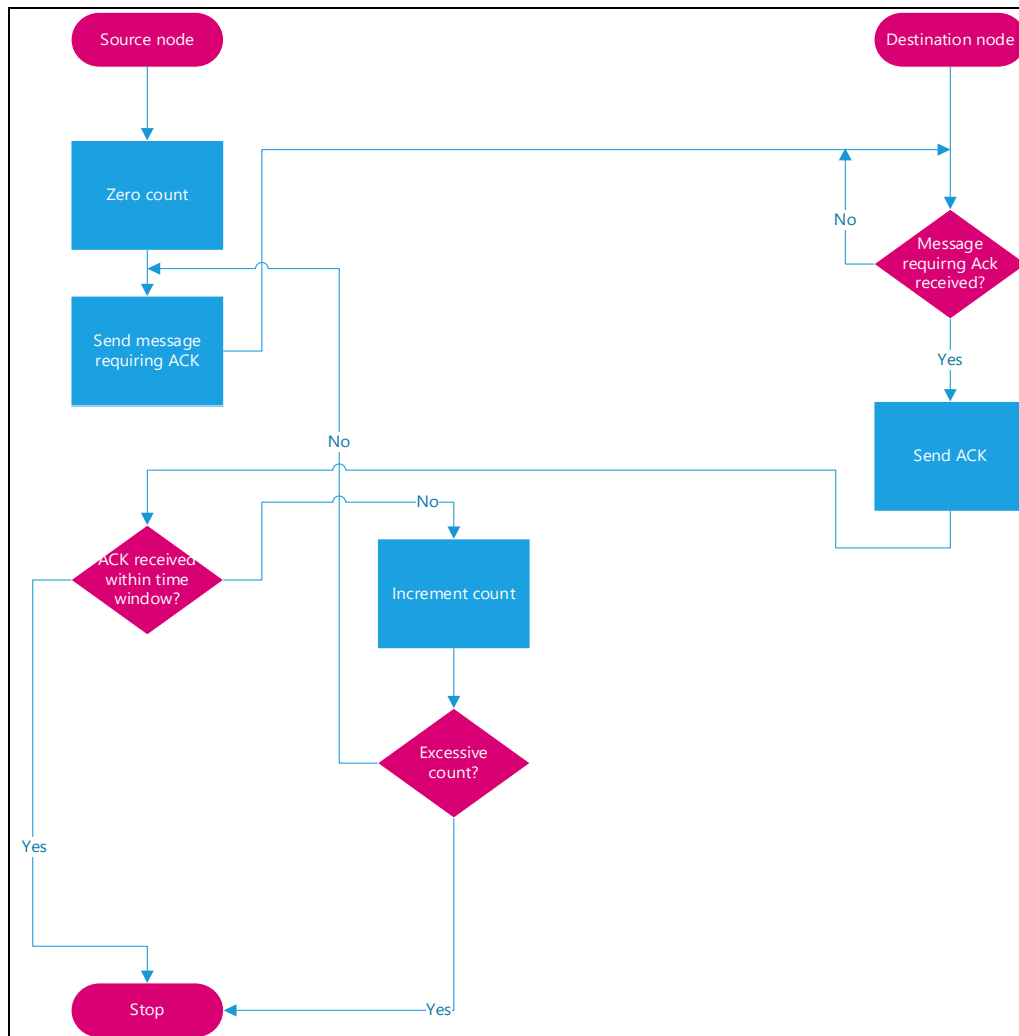 Source node
Destination node
Zero count
No
Message
requirng Ack
received?
Send message
requiring ACK
Yes
No
Send ACK
No
ACK received
within time
window?
Increment count
Excessive
count?
Yes
Stop
Yes